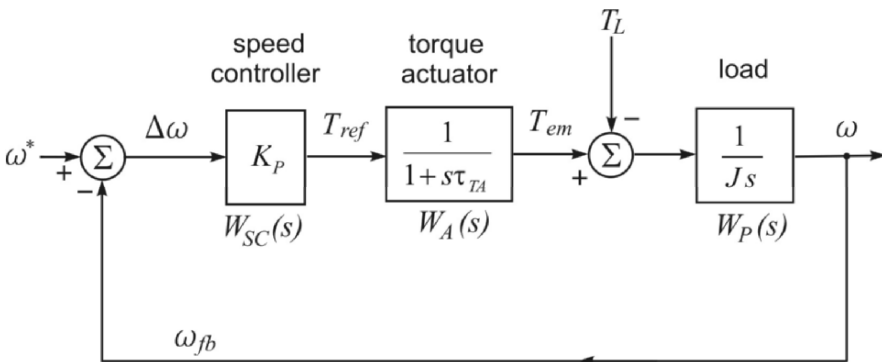 speed
controller
torque
actuator
T_L
load
ω*
+
−
Σ
Δω
K_P
T_ref
1
1+sτ_TA
T_em
+
−
Σ
1
Js
ω
W_SC(s)
W_A(s)
W_P(s)
ω_fb